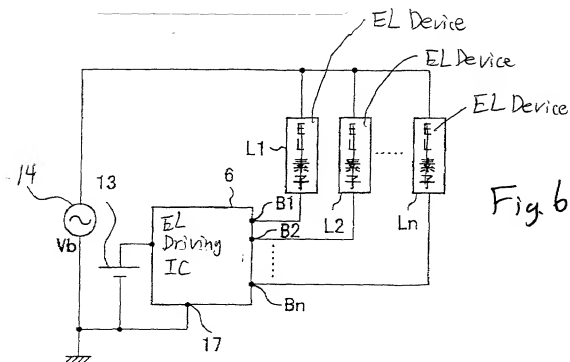 EL Device
EL Device
EL Device
EL素子
EL素子
EL素子
L1
L2
Ln
14
13
6
B1
B2
Bn
Vb
EL
Driving
IC
17
Fig. 6